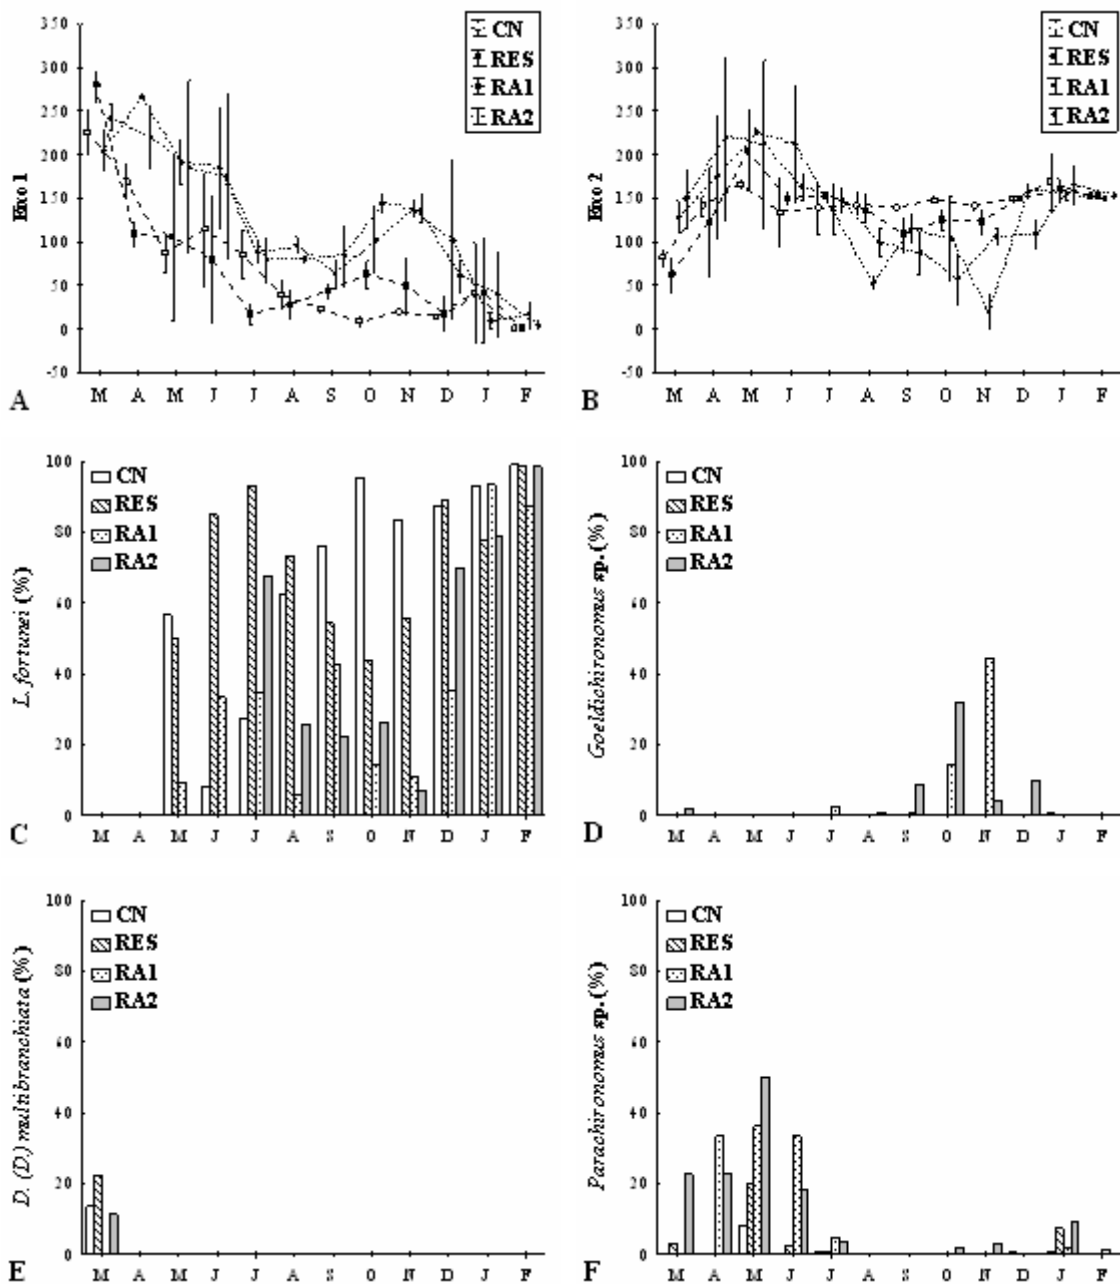 350
300
250
200
150
100
50
0
-50
Eixo 1
CN
RES
RA1
RA2
M A M J J A S O N D J F
A
350
300
250
200
150
100
50
0
-50
Eixo 2
CN
RES
RA1
RA2
M A M J J A S O N D J F
B
100
80
60
40
20
0
L. fortunei (%)
CN
RES
RA1
RA2
M A M J J A S O N D J F
C
100
80
60
40
20
0
Goeldichironomus sp. (%)
CN
RES
RA1
RA2
M A M J J A S O N D J F
D
100
80
60
40
20
0
D. (D.) multibranchiata (%)
CN
RES
RA1
RA2
M A M J J A S O N D J F
E
100
80
60
40
20
0
Parachironomus sp. (%)
CN
RES
RA1
RA2
M A M J J A S O N D J F
F